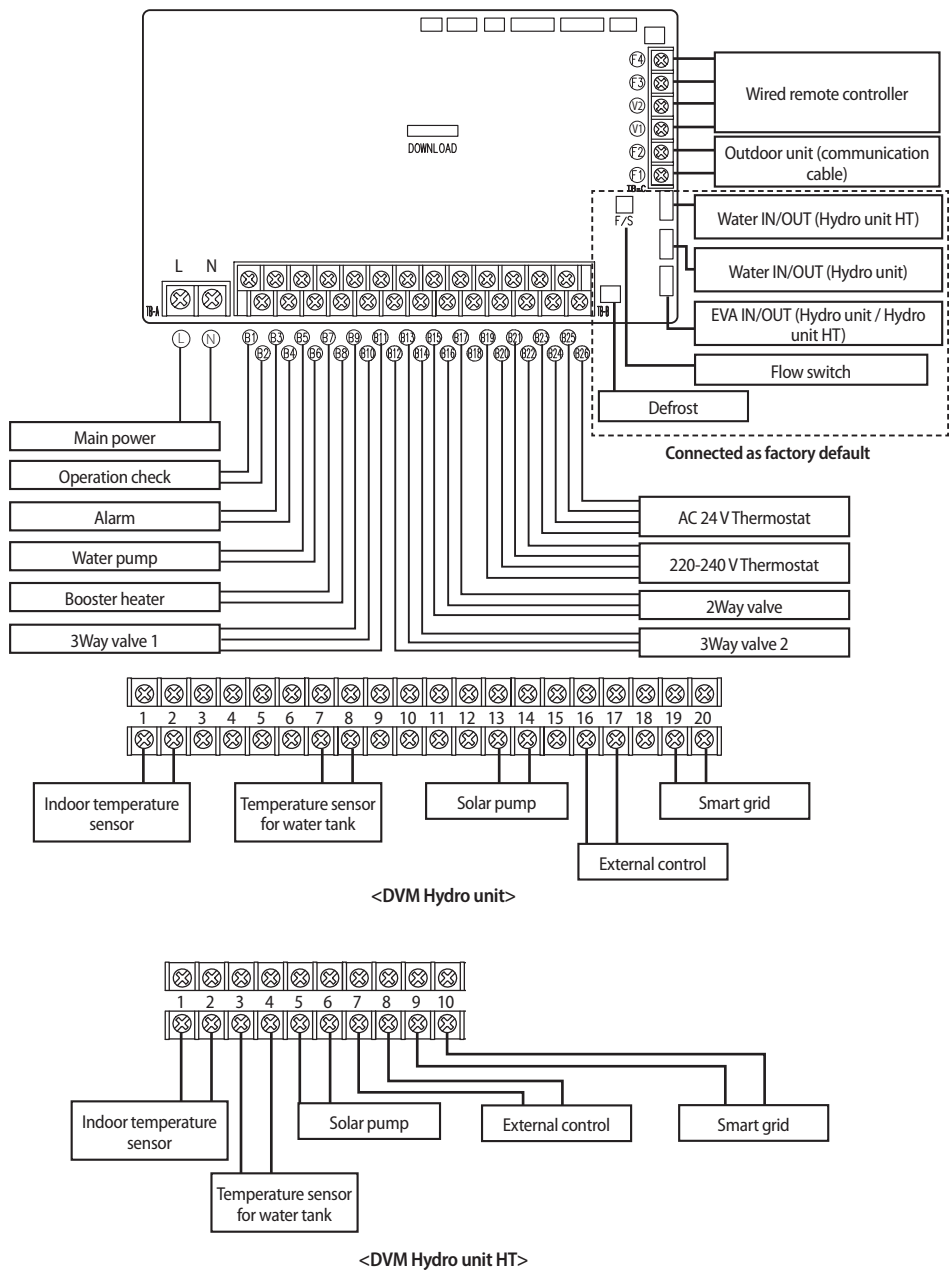 F4
F3
V2
V1
F2
F1
TB-C
Wired remote controller
Outdoor unit (communication
cable)
DOWNLOAD
F/S
Water IN/OUT (Hydro unit HT)
Water IN/OUT (Hydro unit)
EVA IN/OUT (Hydro unit / Hydro
unit HT)
Flow switch
Defrost
Connected as factory default
L N
TB-A
TB-B
L N B1 B3 B5 B7 B9 B11 B13 B15 B17 B19 B21 B23 B25
B2 B4 B6 B8 B10 B12 B14 B16 B18 B20 B22 B24 B26
Main power
Operation check
Alarm
Water pump
Booster heater
3Way valve 1
AC 24 V Thermostat
220-240 V Thermostat
2Way valve
3Way valve 2
1 2 3 4 5 6 7 8 9 10 11 12 13 14 15 16 17 18 19 20
Indoor temperature
sensor
Temperature sensor
for water tank
Solar pump
Smart grid
External control
<DVM Hydro unit>
1 2 3 4 5 6 7 8 9 10
Indoor temperature
sensor
Solar pump
External control
Smart grid
Temperature sensor
for water tank
<DVM Hydro unit HT>